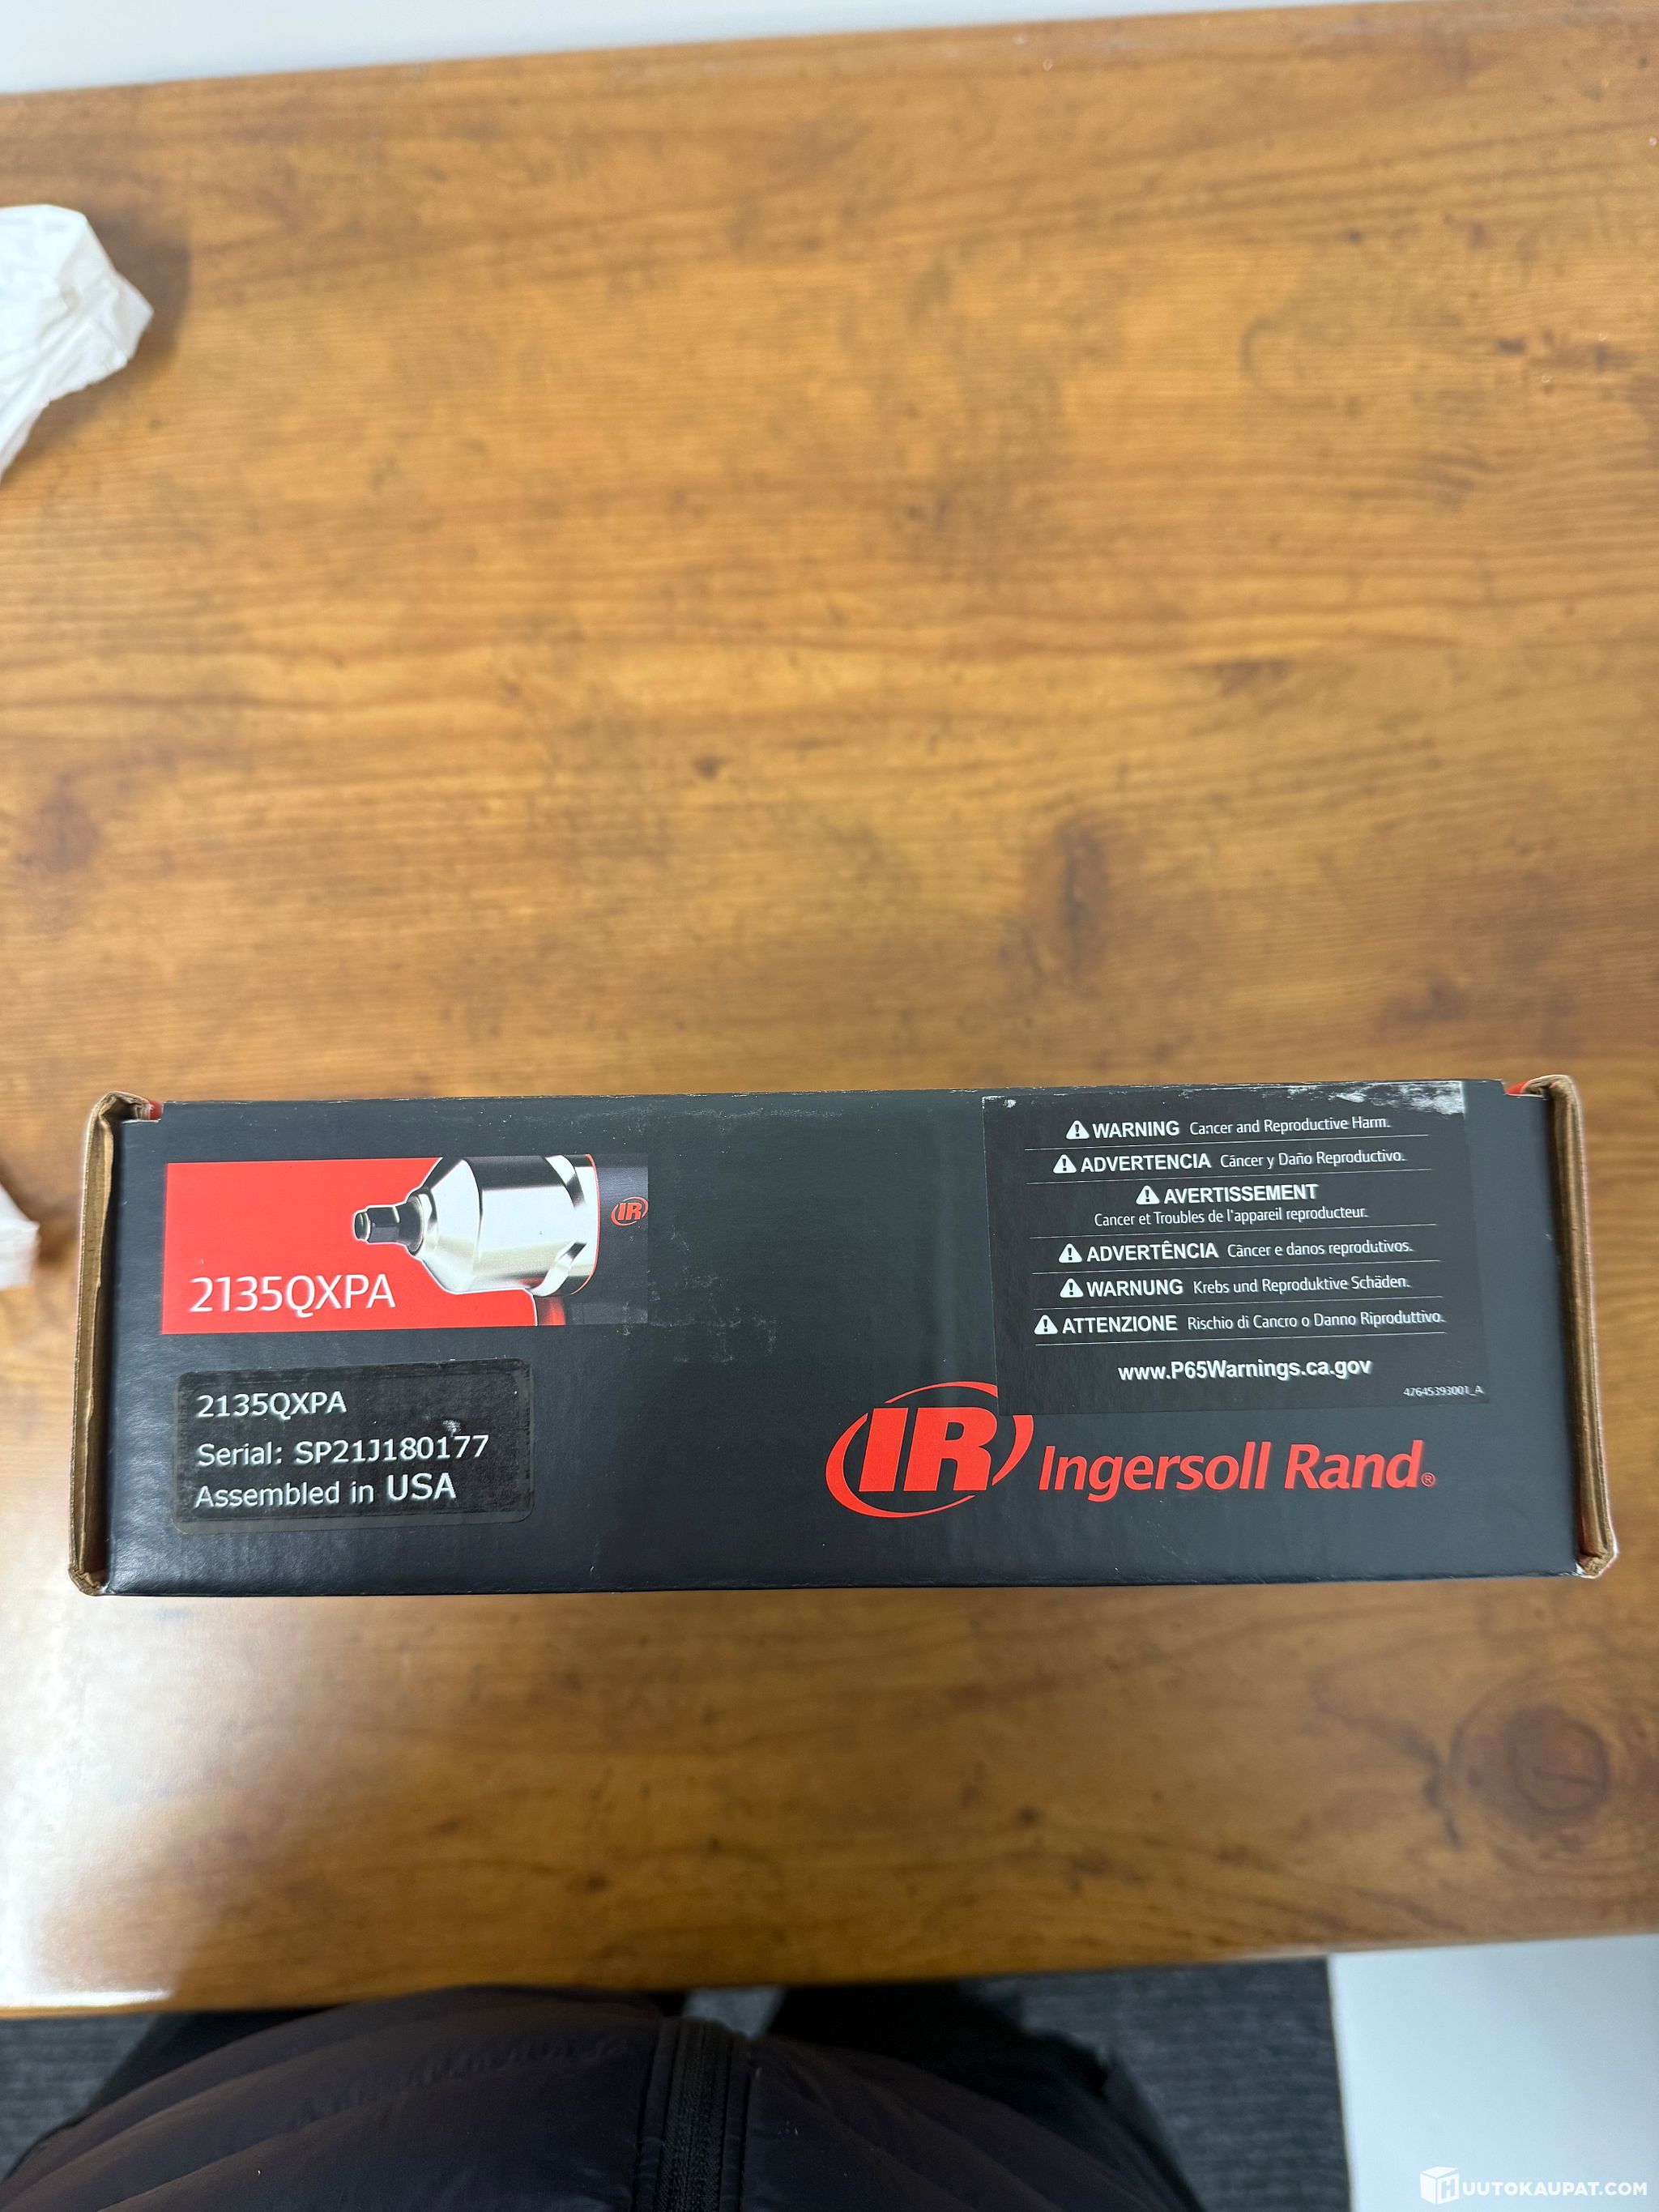 2135QXPA
IR
2135QXPA
Serial: SP21J180177
Assembled in USA
WARNING Cancer and Reproductive Harm.
ADVERTENCIA Cáncer y Daño Reproductivo.
AVERTISSEMENT
Cancer et Troubles de l'appareil reproducteur.
ADVERTÊNCIA Câncer e danos reprodutivos.
WARNUNG Krebs und Reproduktive Schäden.
ATTENZIONE Rischio di Cancro o Danno Riproduttivo.
www.P65Warnings.ca.gov
47645393001_A
IR Ingersoll Rand®
HUUTOKAUPAT.COM